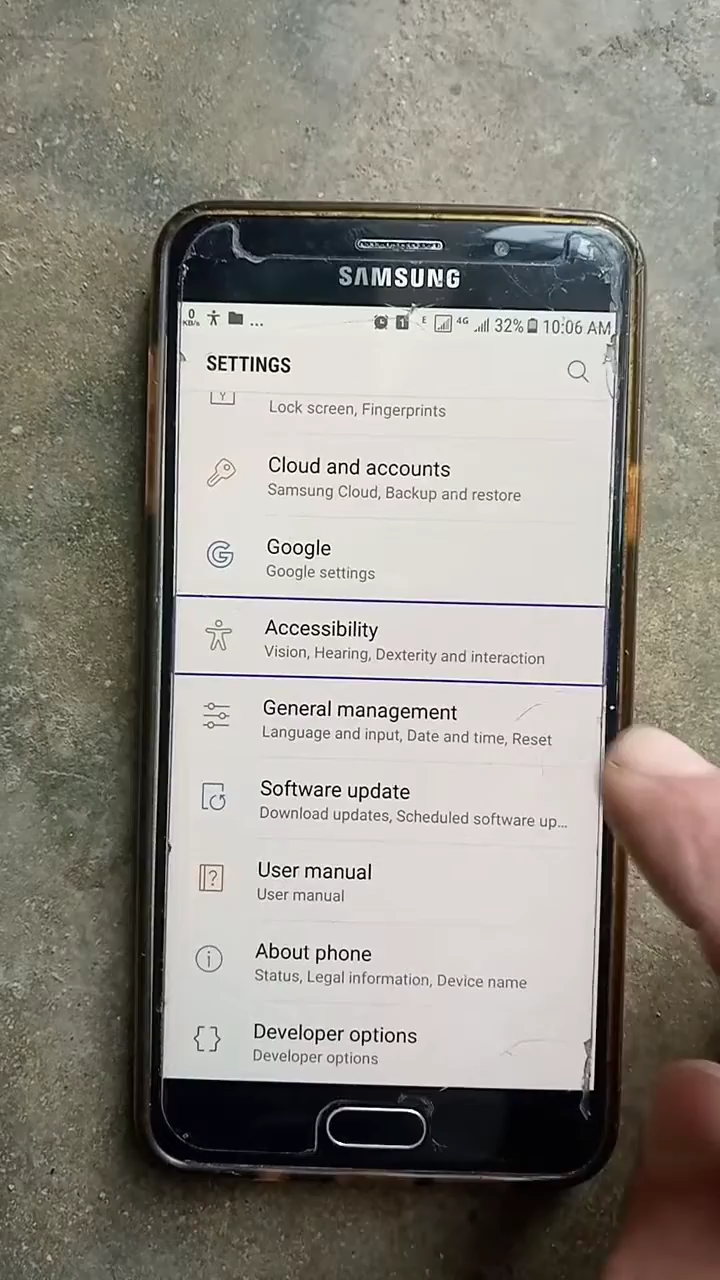 SAMSUNG
0 KB/s ... 1 E 4G 32% 10:06 AM
SETTINGS
Lock screen, Fingerprints
Cloud and accounts
Samsung Cloud, Backup and restore
Google
Google settings
Accessibility
Vision, Hearing, Dexterity and interaction
General management
Language and input, Date and time, Reset
Software update
Download updates, Scheduled software up...
User manual
User manual
About phone
Status, Legal information, Device name
Developer options
Developer options